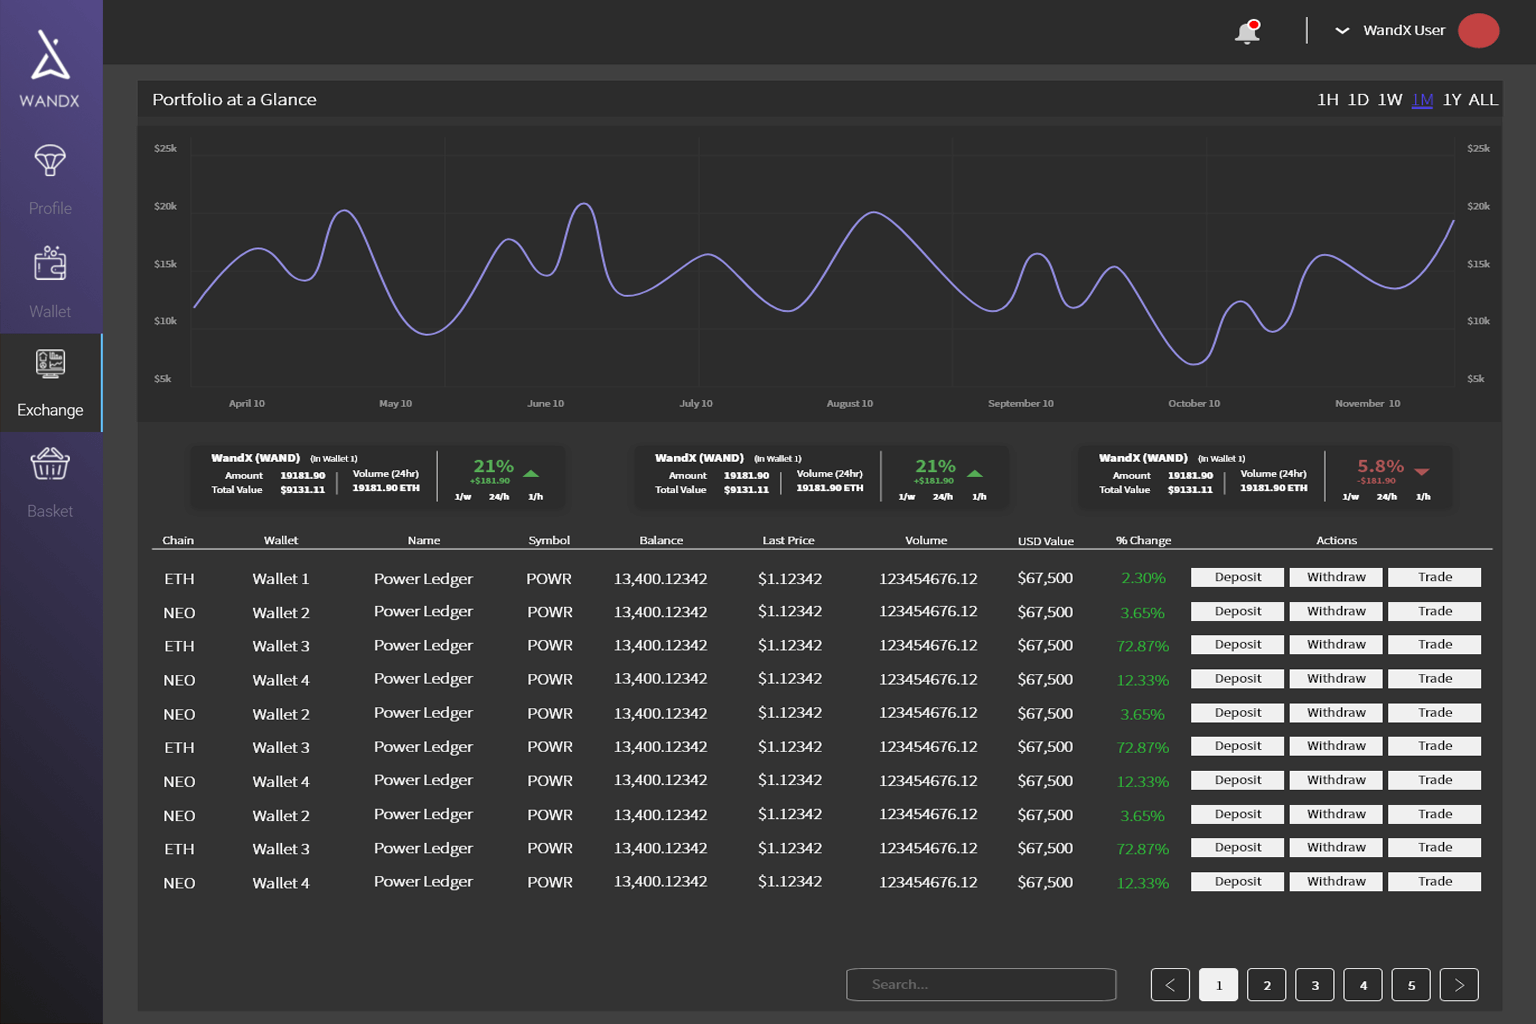 WANDX
Profile
Wallet
Exchange
Basket
WandX User
Portfolio at a Glance
1H 1D 1W 1M 1Y ALL
$25k $25k
$20k $20k
$15k $15k
$10k $10k
$5k $5k
April 10 May 10 June 10 July 10 August 10 September 10 October 10 November 10
WandX (WAND) (In Wallet 1)
Amount 19181.90
Total Value $9131.11
Volume (24hr)
19181.90 ETH
21%
+$181.90
1/w 24/h 1/h
WandX (WAND) (In Wallet 1)
Amount 19181.90
Total Value $9131.11
Volume (24hr)
19181.90 ETH
21%
+$181.90
1/w 24/h 1/h
WandX (WAND) (In Wallet 1)
Amount 19181.90
Total Value $9131.11
Volume (24hr)
19181.90 ETH
5.8%
-$181.90
1/w 24/h 1/h
Chain Wallet Name Symbol Balance Last Price Volume USD Value % Change Actions
ETH Wallet 1 Power Ledger POWR 13,400.12342 $1.12342 123454676.12 $67,500 2.30% Deposit Withdraw Trade
NEO Wallet 2 Power Ledger POWR 13,400.12342 $1.12342 123454676.12 $67,500 3.65% Deposit Withdraw Trade
ETH Wallet 3 Power Ledger POWR 13,400.12342 $1.12342 123454676.12 $67,500 72.87% Deposit Withdraw Trade
NEO Wallet 4 Power Ledger POWR 13,400.12342 $1.12342 123454676.12 $67,500 12.33% Deposit Withdraw Trade
NEO Wallet 2 Power Ledger POWR 13,400.12342 $1.12342 123454676.12 $67,500 3.65% Deposit Withdraw Trade
ETH Wallet 3 Power Ledger POWR 13,400.12342 $1.12342 123454676.12 $67,500 72.87% Deposit Withdraw Trade
NEO Wallet 4 Power Ledger POWR 13,400.12342 $1.12342 123454676.12 $67,500 12.33% Deposit Withdraw Trade
NEO Wallet 2 Power Ledger POWR 13,400.12342 $1.12342 123454676.12 $67,500 3.65% Deposit Withdraw Trade
ETH Wallet 3 Power Ledger POWR 13,400.12342 $1.12342 123454676.12 $67,500 72.87% Deposit Withdraw Trade
NEO Wallet 4 Power Ledger POWR 13,400.12342 $1.12342 123454676.12 $67,500 12.33% Deposit Withdraw Trade
Search... < 1 2 3 4 5 >